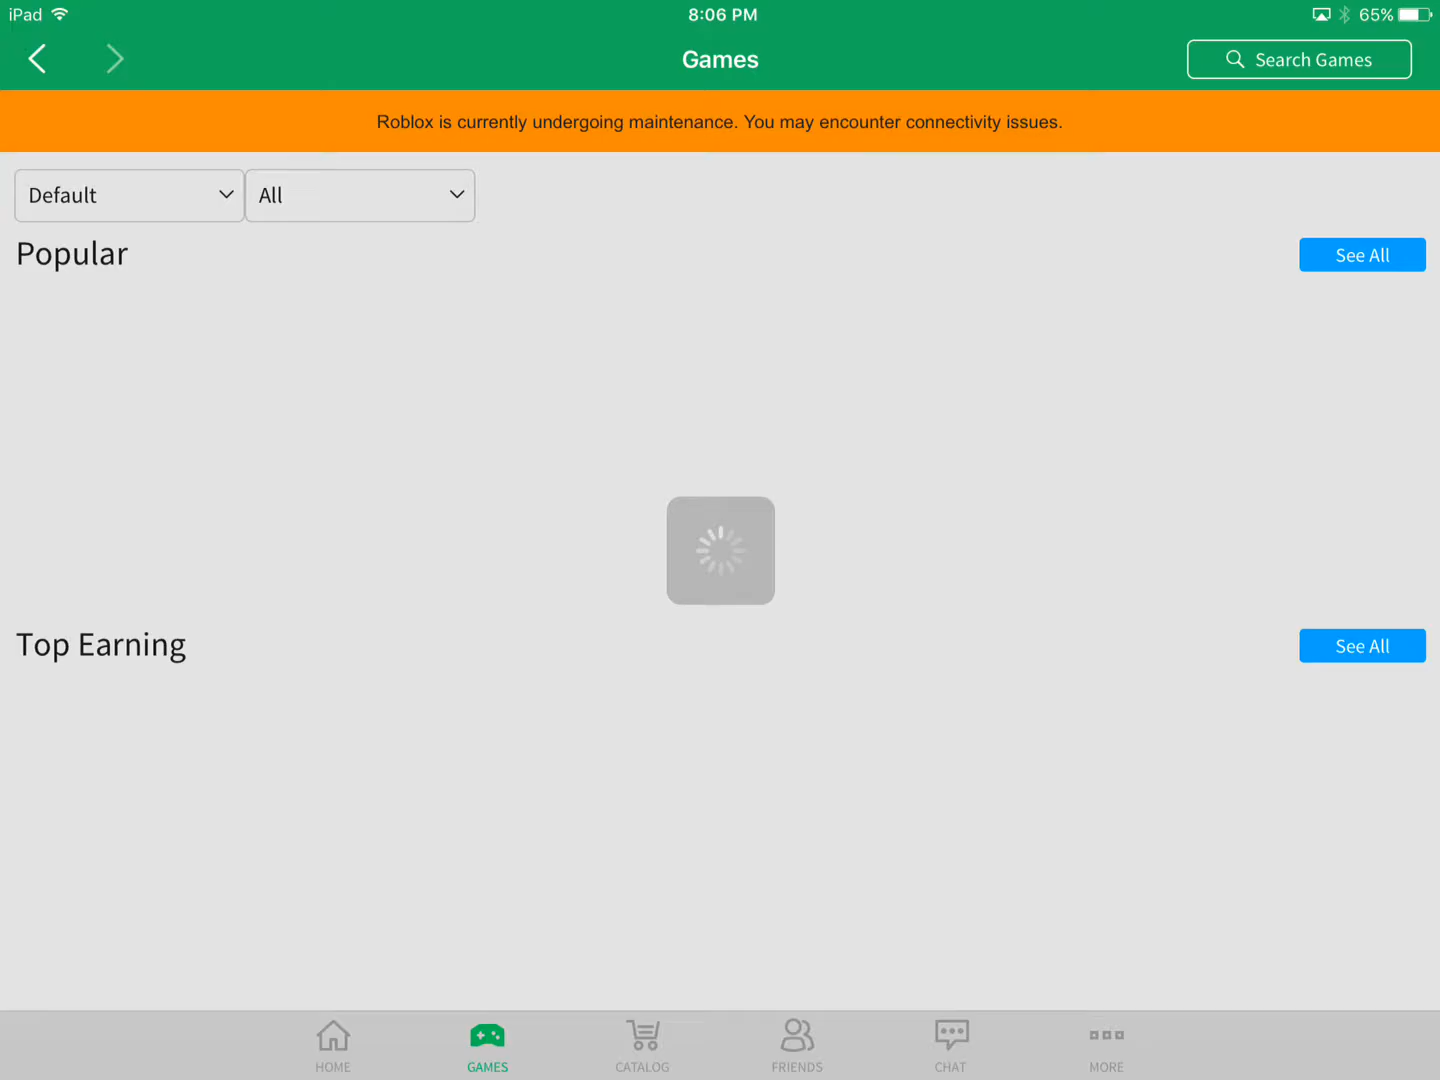 iPad 8:06 PM 65%
Games Search Games
Roblox is currently undergoing maintenance. You may encounter connectivity issues.
Default All
Popular See All
Top Earning See All
HOME GAMES CATALOG FRIENDS CHAT MORE